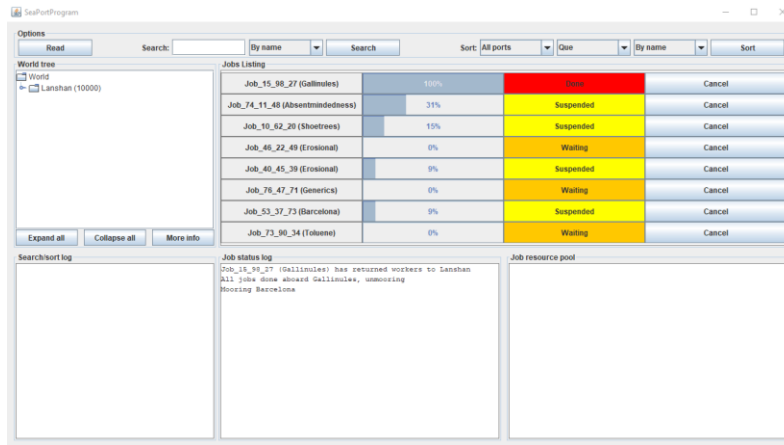 SeaPortProgram
Options
Read Search: By name Search Sort: All ports Que By name Sort
World tree
World
Lanshan (10000)
Expand all Collapse all More info
Jobs Listing
Job_15_98_27 (Gallinules) 100% Done Cancel
Job_74_11_48 (Absentmindedness) 31% Suspended Cancel
Job_10_62_20 (Shoetrees) 15% Suspended Cancel
Job_46_22_49 (Erosional) 0% Waiting Cancel
Job_40_45_39 (Erosional) 9% Suspended Cancel
Job_76_47_71 (Generics) 0% Waiting Cancel
Job_53_37_73 (Barcelona) 9% Suspended Cancel
Job_73_90_34 (Toluene) 0% Waiting Cancel
Search/sort log
Job status log
Job_15_98_27 (Gallinules) has returned workers to Lanshan
All jobs done aboard Gallinules, unmooring
Mooring Barcelona
Job resource pool